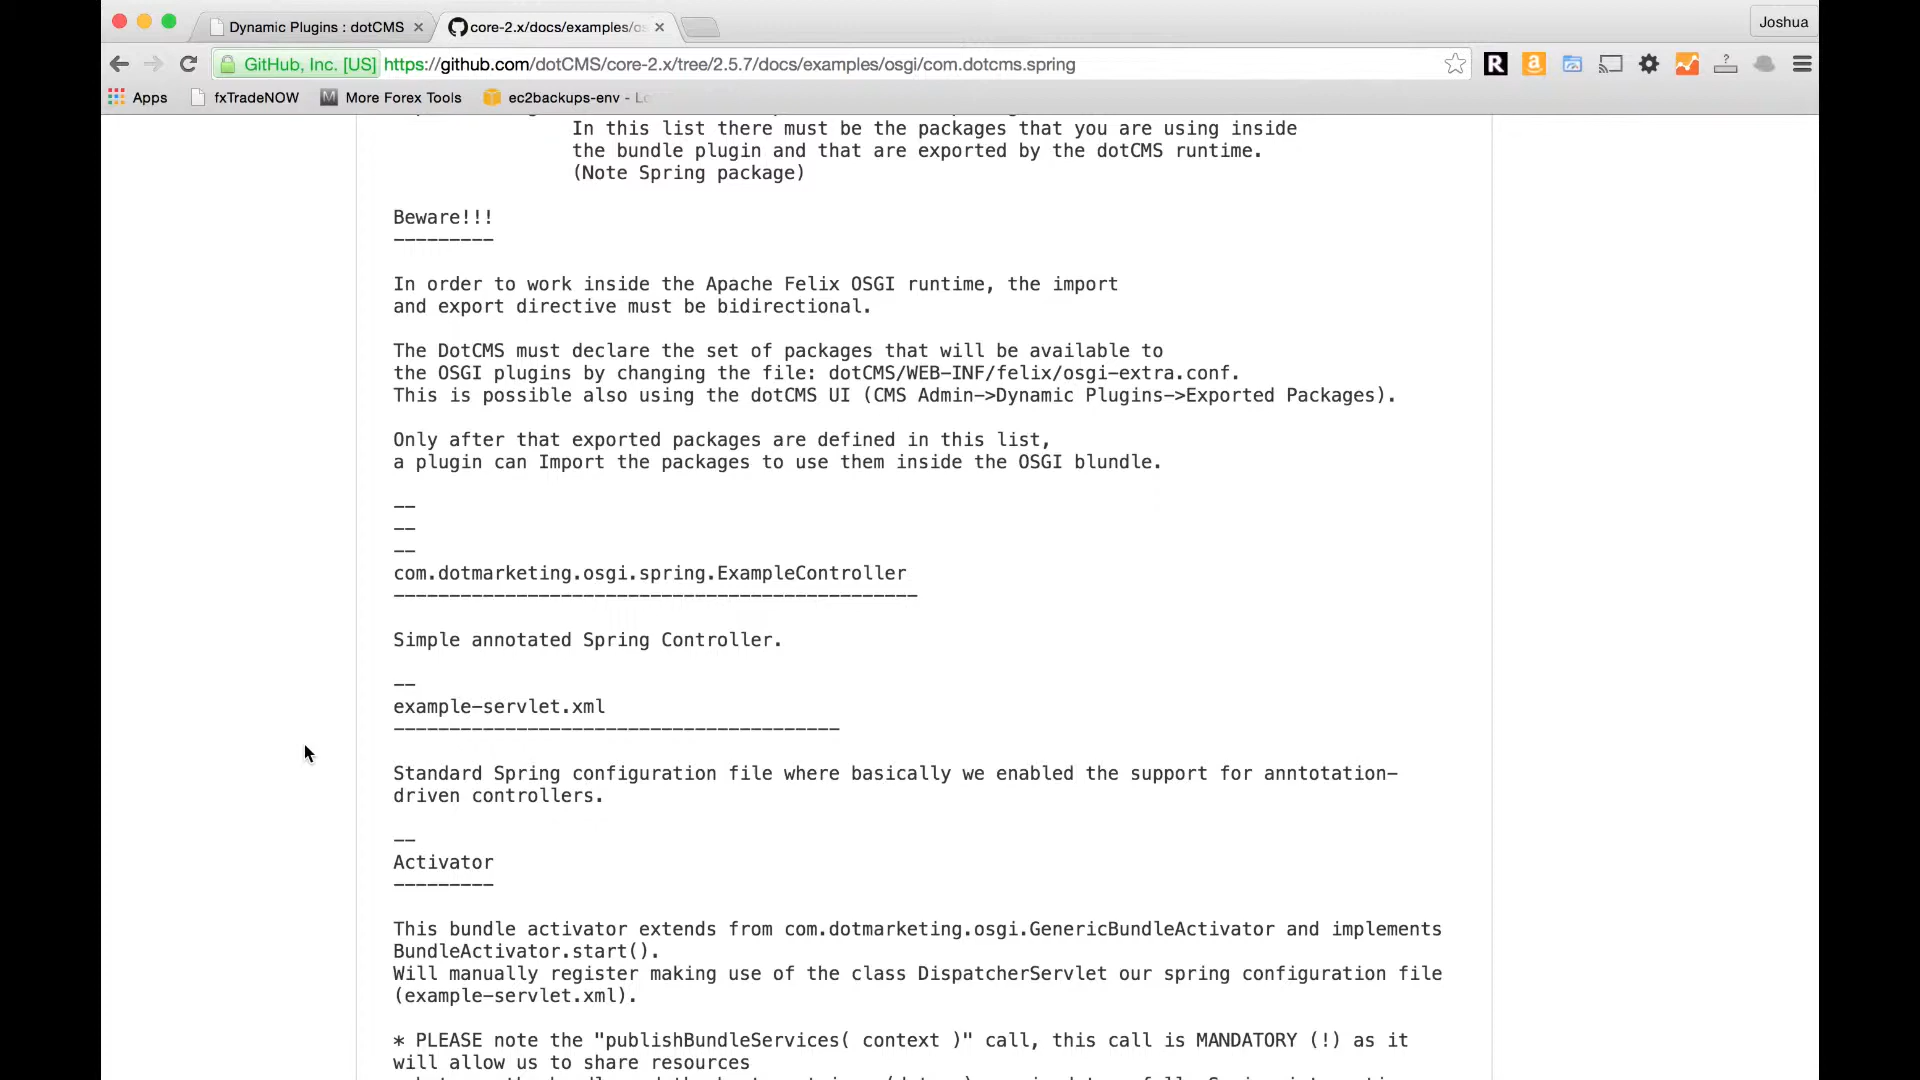 Dynamic Plugins : dotCMS
core-2.x/docs/examples/os
Joshua
GitHub, Inc. [US] https://github.com/dotCMS/core-2.x/tree/2.5.7/docs/examples/osgi/com.dotcms.spring
Apps fxTradeNOW More Forex Tools ec2backups-env - Lo
In this list there must be the packages that you are using inside
the bundle plugin and that are exported by the dotCMS runtime.
(Note Spring package)
Beware!!!
---------
In order to work inside the Apache Felix OSGI runtime, the import
and export directive must be bidirectional.
The DotCMS must declare the set of packages that will be available to
the OSGI plugins by changing the file: dotCMS/WEB-INF/felix/osgi-extra.conf.
This is possible also using the dotCMS UI (CMS Admin->Dynamic Plugins->Exported Packages).
Only after that exported packages are defined in this list,
a plugin can Import the packages to use them inside the OSGI blundle.
--
--
--
com.dotmarketing.osgi.spring.ExampleController
-----------------------------------------------
Simple annotated Spring Controller.
--
example-servlet.xml
----------------------------------------
Standard Spring configuration file where basically we enabled the support for anntotation-
driven controllers.
--
Activator
---------
This bundle activator extends from com.dotmarketing.osgi.GenericBundleActivator and implements
BundleActivator.start().
Will manually register making use of the class DispatcherServlet our spring configuration file
(example-servlet.xml).
* PLEASE note the "publishBundleServices( context )" call, this call is MANDATORY (!) as it
will allow us to share resources